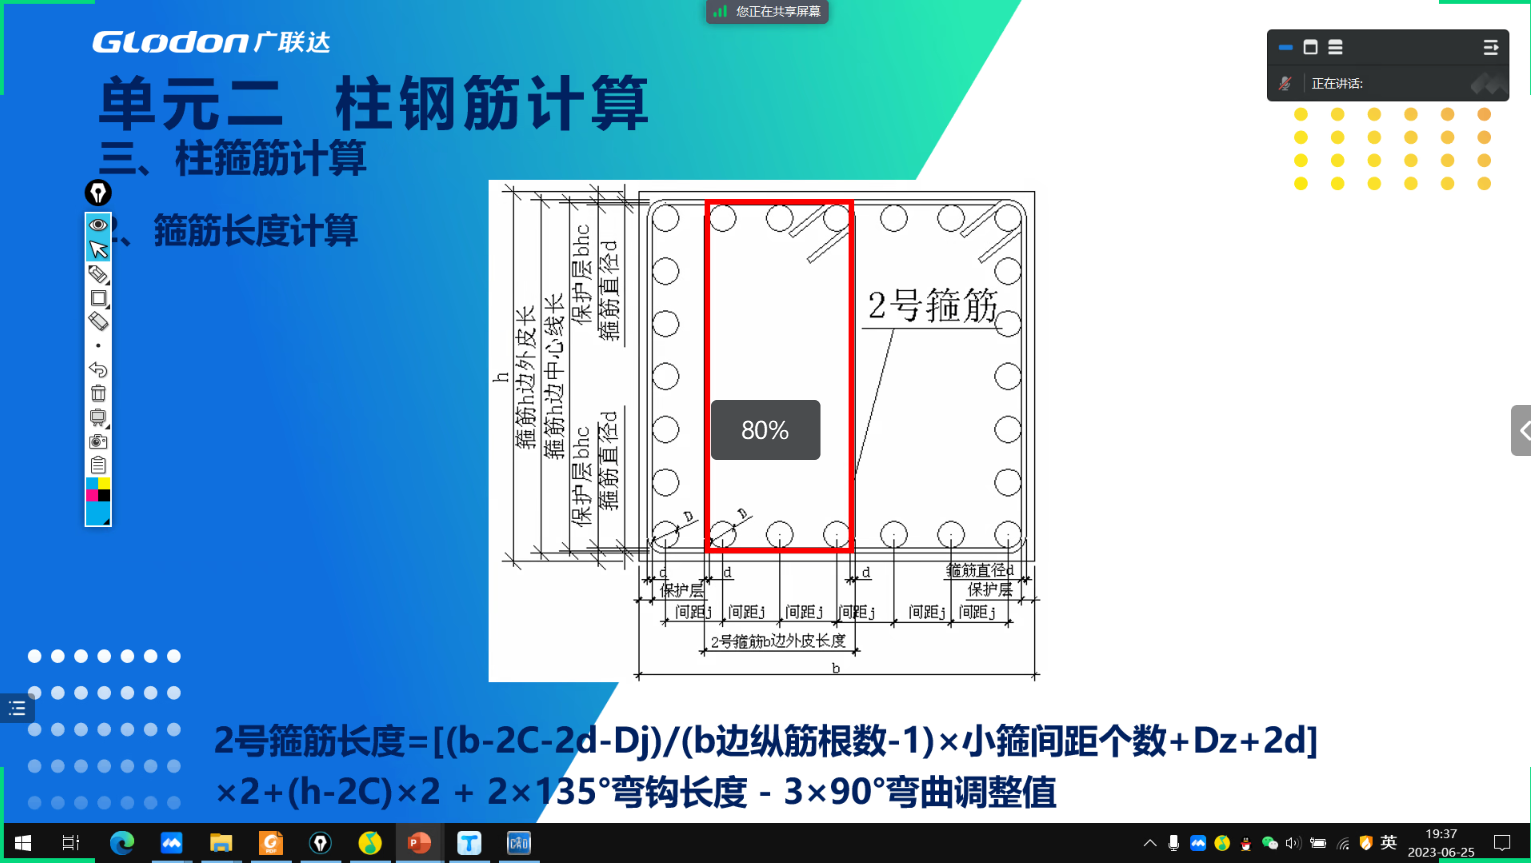 您正在共享屏幕
GLodon广联达
正在讲话:
单元二 柱钢筋计算
三、柱箍筋计算
、箍筋长度计算
h
箍筋h边外皮长
箍筋h边中心线长
保护层bhc
箍筋直径d
保护层bhc
箍筋直径d
2号箍筋
80%
D
D
d
d
d
箍筋直径d
保护层
保护层
间距j
间距j
间距j
间距j
间距j
间距j
2号箍筋b边外皮长度
b
2号箍筋长度=[(b-2C-2d-Dj)/(b边纵筋根数-1)×小箍间距个数+Dz+2d]
×2+(h-2C)×2 + 2×135°弯钩长度 - 3×90°弯曲调整值
英
19:37
2023-06-25
CAD